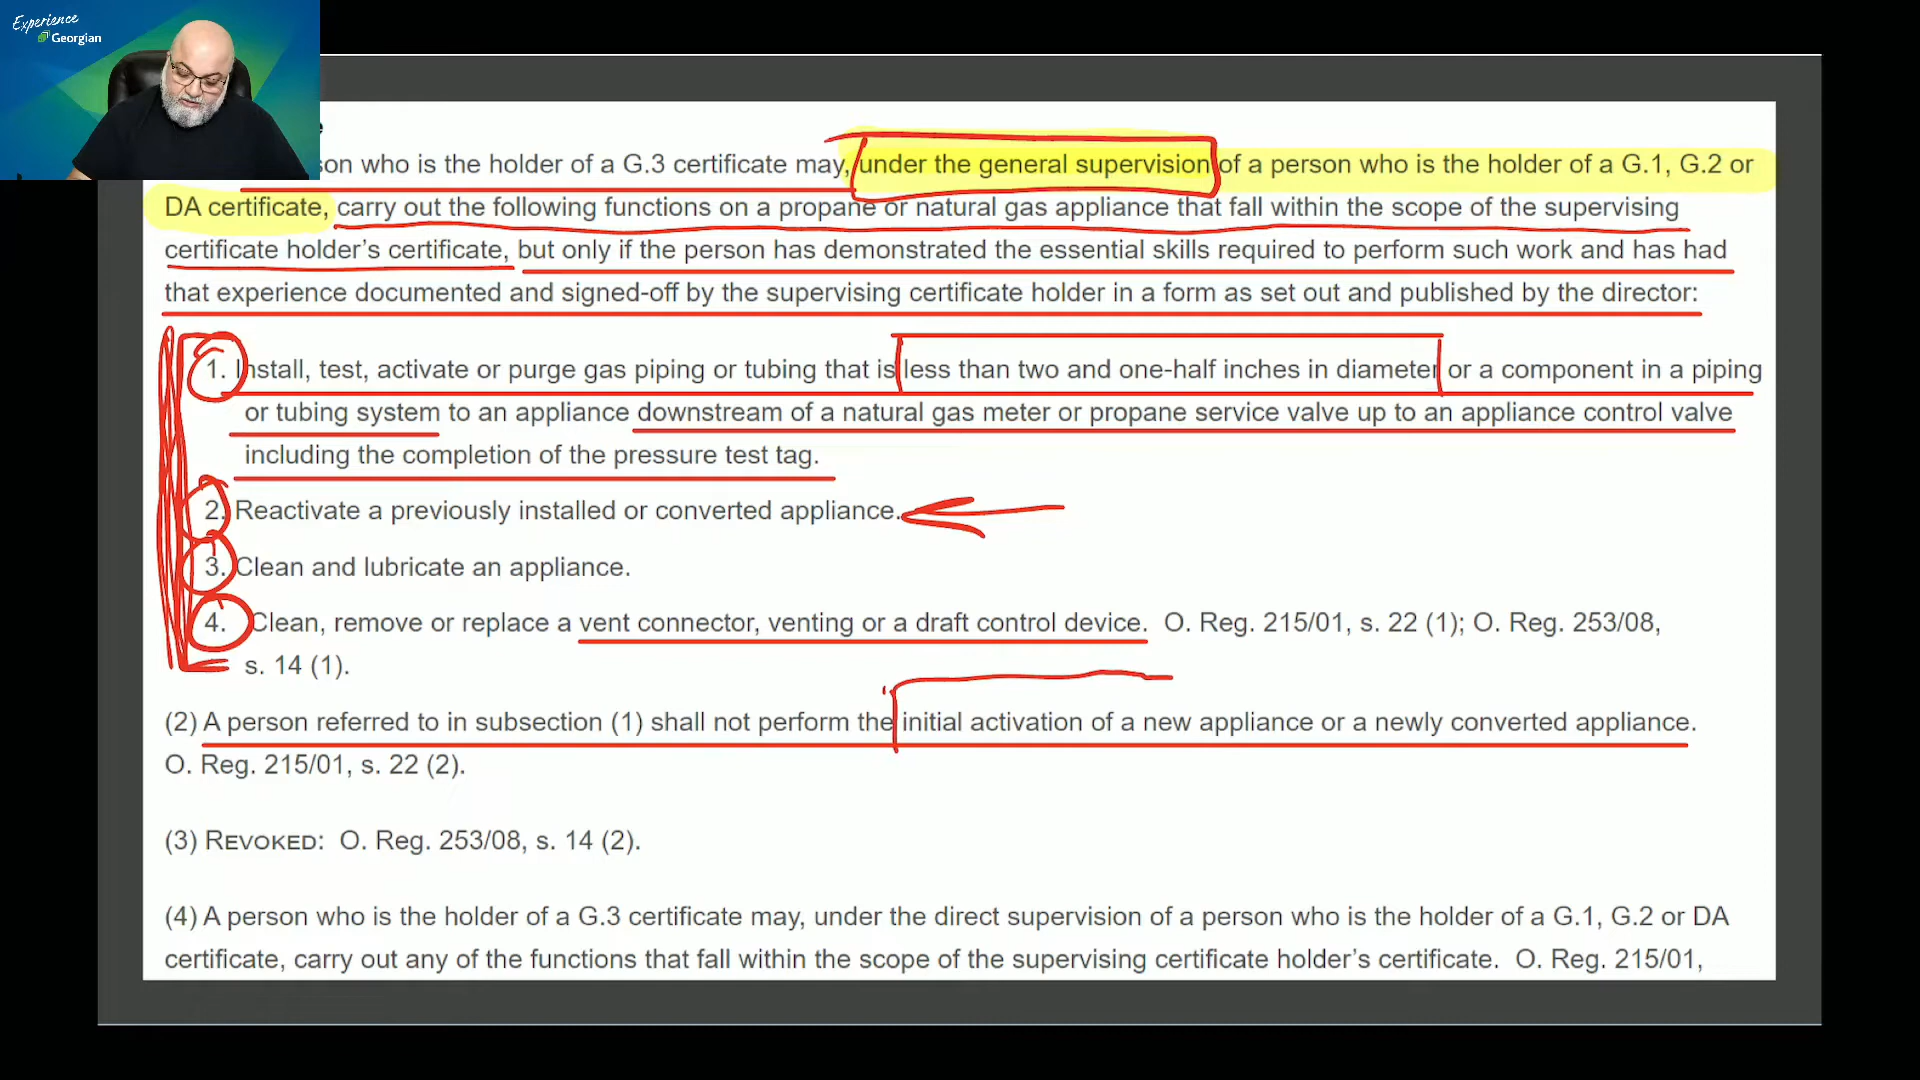 Experience
Georgian
e
son who is the holder of a G.3 certificate may, under the general supervision of a person who is the holder of a G.1, G.2 or
DA certificate, carry out the following functions on a propane or natural gas appliance that fall within the scope of the supervising
certificate holder’s certificate, but only if the person has demonstrated the essential skills required to perform such work and has had
that experience documented and signed-off by the supervising certificate holder in a form as set out and published by the director:
1. Install, test, activate or purge gas piping or tubing that is less than two and one-half inches in diameter or a component in a piping
or tubing system to an appliance downstream of a natural gas meter or propane service valve up to an appliance control valve
including the completion of the pressure test tag.
2. Reactivate a previously installed or converted appliance.
3. Clean and lubricate an appliance.
4. Clean, remove or replace a vent connector, venting or a draft control device. O. Reg. 215/01, s. 22 (1); O. Reg. 253/08,
s. 14 (1).
(2) A person referred to in subsection (1) shall not perform the initial activation of a new appliance or a newly converted appliance.
O. Reg. 215/01, s. 22 (2).
(3) REVOKED: O. Reg. 253/08, s. 14 (2).
(4) A person who is the holder of a G.3 certificate may, under the direct supervision of a person who is the holder of a G.1, G.2 or DA
certificate, carry out any of the functions that fall within the scope of the supervising certificate holder’s certificate. O. Reg. 215/01,